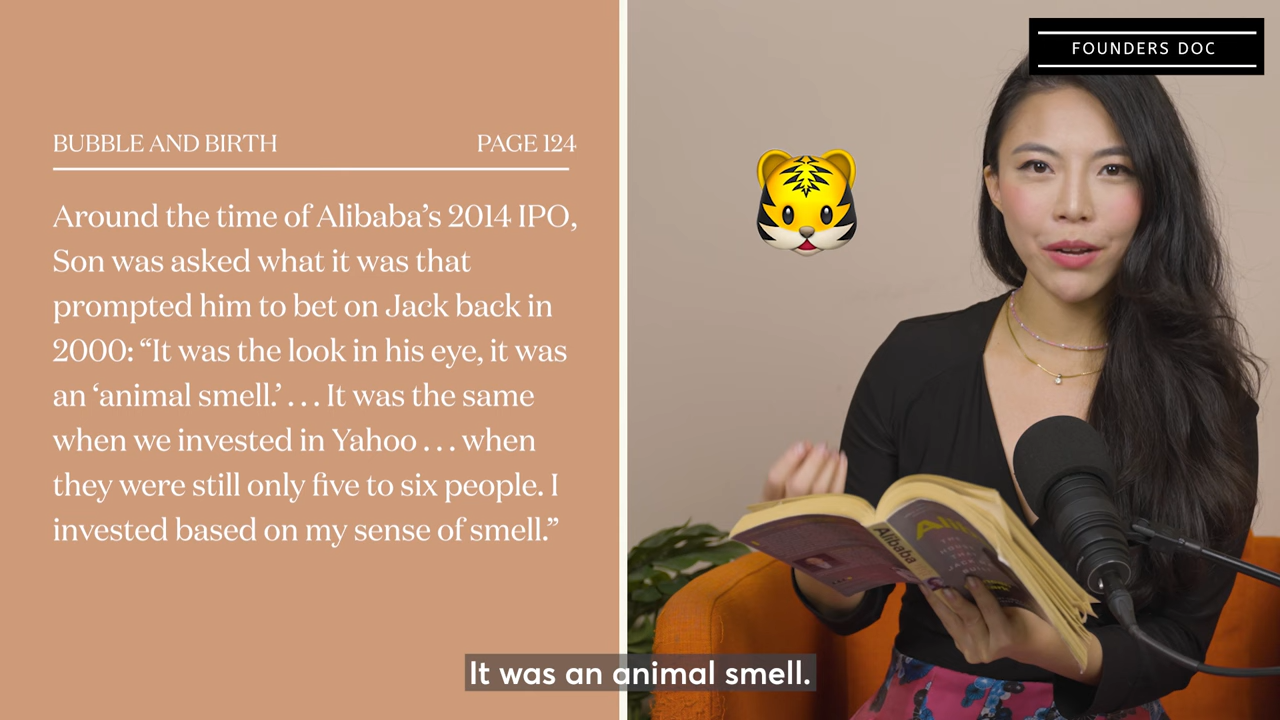 FOUNDERS DOC
BUBBLE AND BIRTH PAGE 124
Around the time of Alibaba’s 2014 IPO,
Son was asked what it was that
prompted him to bet on Jack back in
2000: “It was the look in his eye, it was
an ‘animal smell.’ . . . It was the same
when we invested in Yahoo . . . when
they were still only five to six people. I
invested based on my sense of smell.”
Alibaba
Ali
It was an animal smell.